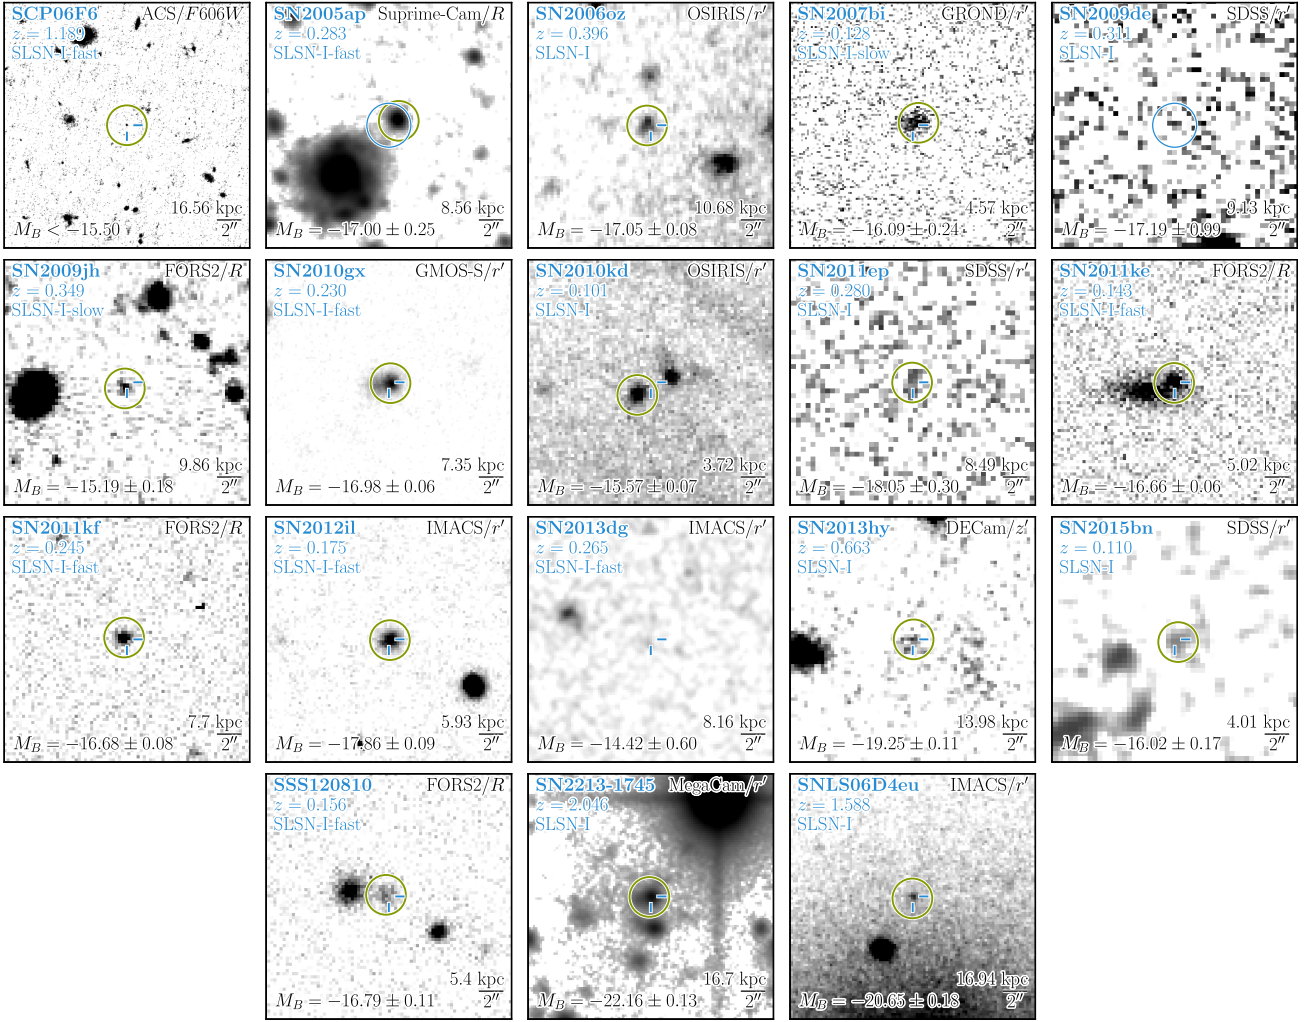 SCP06F6 ACS/F606W
z = 1.189
SLSN-I-fast
16.56 kpc
M_B < −15.50 2″
SN2005ap Suprime-Cam/R
z = 0.283
SLSN-I-fast
8.56 kpc
M_B = −17.00 ± 0.25 2″
SN2006oz OSIRIS/r′
z = 0.396
SLSN-I
10.68 kpc
M_B = −17.05 ± 0.08 2″
SN2007bi GROND/r′
z = 0.128
SLSN-I-slow
4.57 kpc
M_B = −16.09 ± 0.24 2″
SN2009de SDSS/r′
z = 0.311
SLSN-I
9.13 kpc
M_B = −17.19 ± 0.99 2″
SN2009jh FORS2/R
z = 0.349
SLSN-I-slow
9.86 kpc
M_B = −15.19 ± 0.18 2″
SN2010gx GMOS-S/r′
z = 0.230
SLSN-I-fast
7.35 kpc
M_B = −16.98 ± 0.06 2″
SN2010kd OSIRIS/r′
z = 0.101
SLSN-I
3.72 kpc
M_B = −15.57 ± 0.07 2″
SN2011ep SDSS/r′
z = 0.280
SLSN-I
8.49 kpc
M_B = −18.05 ± 0.30 2″
SN2011ke FORS2/R
z = 0.143
SLSN-I-fast
5.02 kpc
M_B = −16.66 ± 0.06 2″
SN2011kf FORS2/R
z = 0.245
SLSN-I-fast
7.7 kpc
M_B = −16.68 ± 0.08 2″
SN2012il IMACS/r′
z = 0.175
SLSN-I-fast
5.93 kpc
M_B = −17.86 ± 0.09 2″
SN2013dg IMACS/r′
z = 0.265
SLSN-I-fast
8.16 kpc
M_B = −14.42 ± 0.60 2″
SN2013hy DECam/z′
z = 0.663
SLSN-I
13.98 kpc
M_B = −19.25 ± 0.11 2″
SN2015bn SDSS/r′
z = 0.110
SLSN-I
4.01 kpc
M_B = −16.02 ± 0.17 2″
SSS120810 FORS2/R
z = 0.156
SLSN-I-fast
5.4 kpc
M_B = −16.79 ± 0.11 2″
SN2213-1745 MegaCam/r′
z = 2.046
SLSN-I
16.7 kpc
M_B = −22.16 ± 0.13 2″
SNLS06D4eu IMACS/r′
z = 1.588
SLSN-I
16.94 kpc
M_B = −20.65 ± 0.18 2″